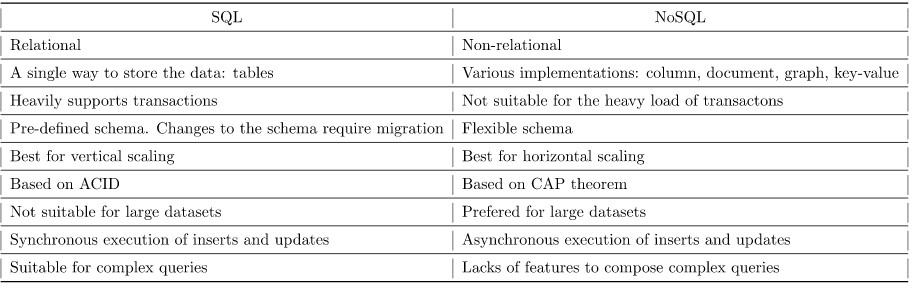 SQL NoSQL
Relational Non-relational
A single way to store the data: tables Various implementations: column, document, graph, key-value
Heavily supports transactions Not suitable for the heavy load of transactons
Pre-defined schema. Changes to the schema require migration Flexible schema
Best for vertical scaling Best for horizontal scaling
Based on ACID Based on CAP theorem
Not suitable for large datasets Prefered for large datasets
Synchronous execution of inserts and updates Asynchronous execution of inserts and updates
Suitable for complex queries Lacks of features to compose complex queries